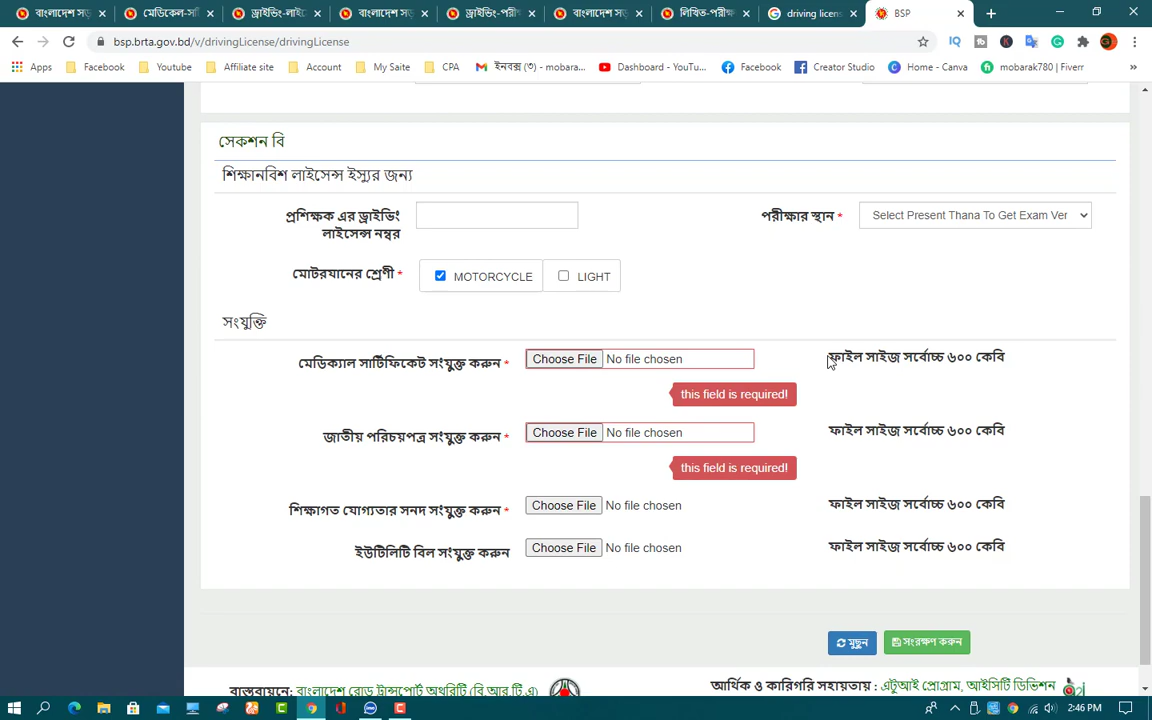 বাংলাদেশ সড়
মেডিকেল-সা
ড্রাইভিং-লাইসে
বাংলাদেশ সড়
ড্রাইভিং-পরীক্ষ
বাংলাদেশ সড়
লিখিত-পরীক্ষ
driving licens
BSP
bsp.brta.gov.bd/v/drivingLicense/drivingLicense
Apps
Facebook
Youtube
Affiliate site
Account
My Saite
CPA
ইনবক্স (৩) - mobara...
Dashboard - YouTu...
Facebook
Creator Studio
Home - Canva
mobarak780 | Fiverr
সেকশন বি
শিক্ষানবিশ লাইসেন্স ইস্যুর জন্য
প্রশিক্ষক এর ড্রাইভিং
লাইসেন্স নম্বর
পরীক্ষার স্থান *
Select Present Thana To Get Exam Ver
মোটরযানের শ্রেণী *
MOTORCYCLE
LIGHT
সংযুক্তি
মেডিক্যাল সার্টিফিকেট সংযুক্ত করুন *
Choose File No file chosen
ফাইল সাইজ সর্বোচ্চ ৬০০ কেবি
this field is required!
জাতীয় পরিচয়পত্র সংযুক্ত করুন *
Choose File No file chosen
ফাইল সাইজ সর্বোচ্চ ৬০০ কেবি
this field is required!
শিক্ষাগত যোগ্যতার সনদ সংযুক্ত করুন *
Choose File No file chosen
ফাইল সাইজ সর্বোচ্চ ৬০০ কেবি
ইউটিলিটি বিল সংযুক্ত করুন
Choose File No file chosen
ফাইল সাইজ সর্বোচ্চ ৬০০ কেবি
মুছুন
সংরক্ষণ করুন
বাস্তবায়নে: বাংলাদেশ রোড ট্রান্সপোর্ট অথরিটি (বি.আর.টি.এ)
আর্থিক ও কারিগরি সহায়তায় : এটুআই প্রোগ্রাম, আইসিটি ডিভিশন
2:46 PM